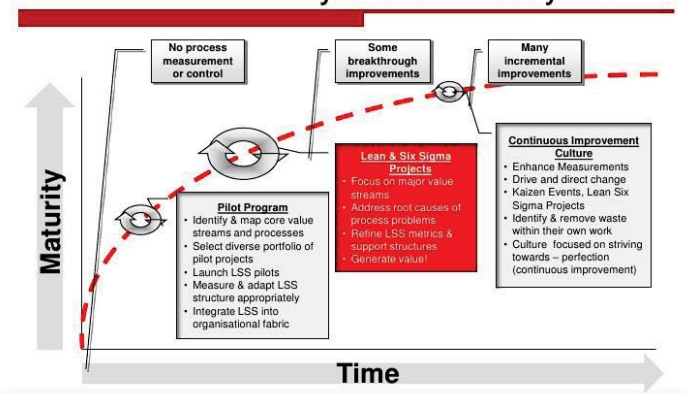 No process
measurement
or control
Some
breakthrough
improvements
Many
incremental
improvements
Maturity
Pilot Program
• Identify & map core value
streams and processes
• Select diverse portfolio of
pilot projects
• Launch LSS pilots
• Measure & adapt LSS
structure appropriately
• Integrate LSS into
organisational fabric
Lean & Six Sigma
Projects
• Focus on major value
streams
• Address root causes of
process problems
• Refine LSS metrics &
support structures
• Generate value!
Continuous Improvement
Culture
• Enhance Measurements
• Drive and direct change
• Kaizen Events, Lean Six
Sigma Projects
• Identify & remove waste
within their own work
• Culture focused on striving
towards – perfection
(continuous improvement)
Time